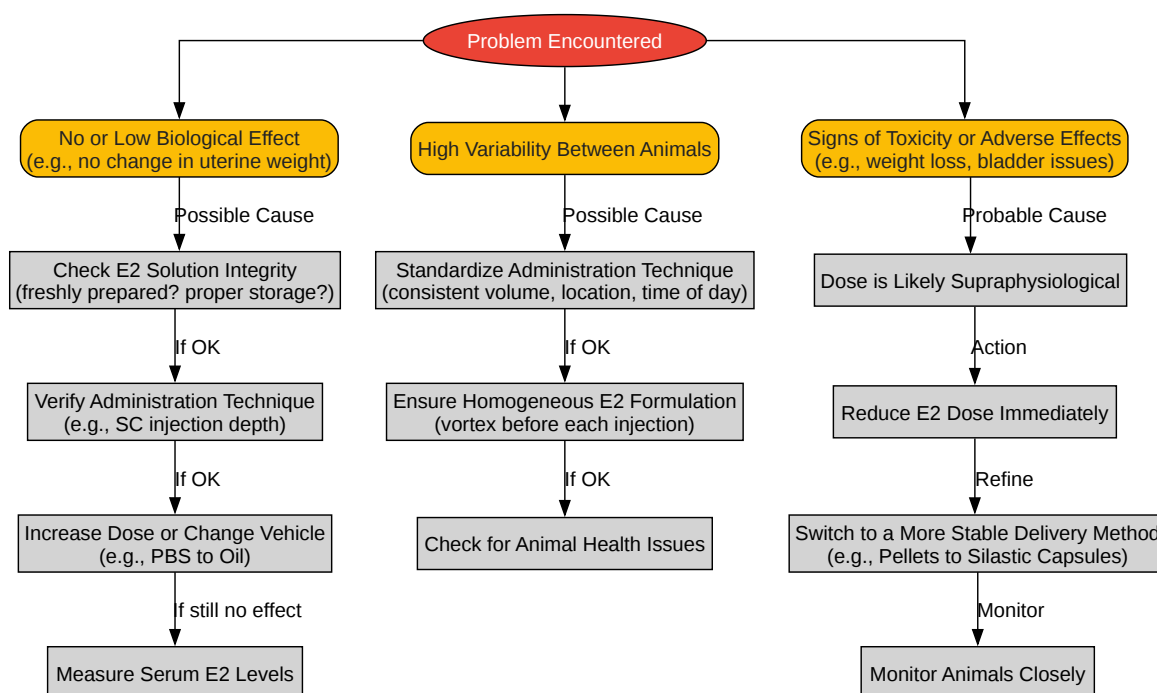 Problem Encountered
No or Low Biological Effect
(e.g., no change in uterine weight)
High Variability Between Animals
Signs of Toxicity or Adverse Effects
(e.g., weight loss, bladder issues)
Possible Cause
Possible Cause
Probable Cause
Check E2 Solution Integrity
(freshly prepared? proper storage?)
Standardize Administration Technique
(consistent volume, location, time of day)
Dose is Likely Supraphysiological
If OK
If OK
Action
Verify Administration Technique
(e.g., SC injection depth)
Ensure Homogeneous E2 Formulation
(vortex before each injection)
Reduce E2 Dose Immediately
If OK
If OK
Refine
Increase Dose or Change Vehicle
(e.g., PBS to Oil)
Check for Animal Health Issues
Switch to a More Stable Delivery Method
(e.g., Pellets to Silastic Capsules)
If still no effect
Monitor
Measure Serum E2 Levels
Monitor Animals Closely